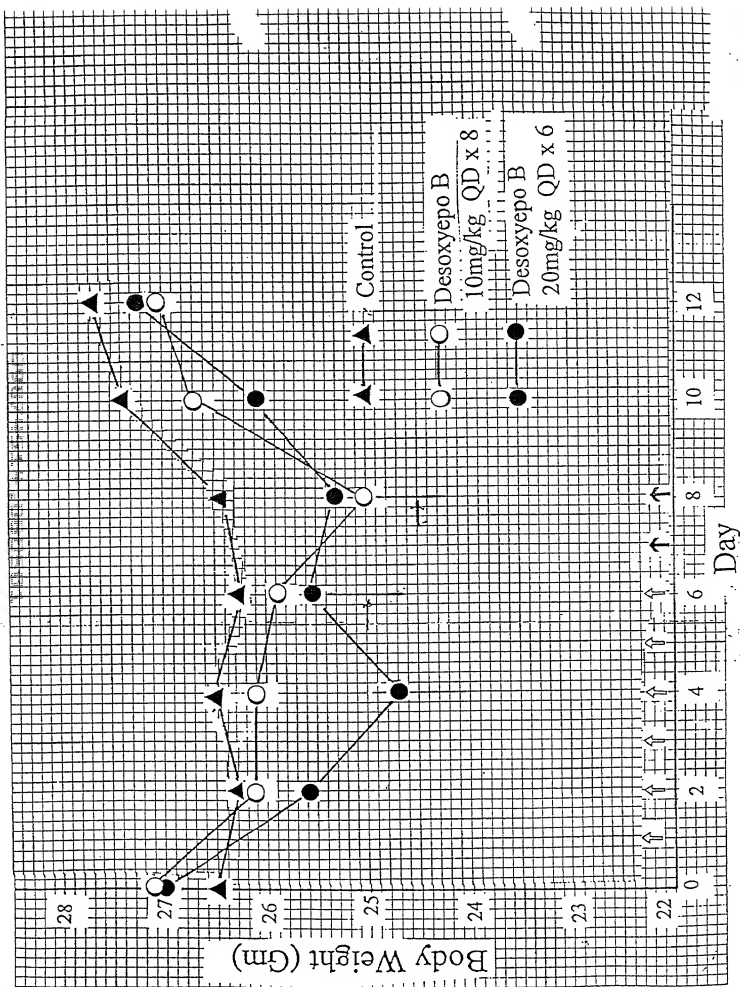 Body Weight (Gm)
28
27
26
25
24
23
22
0
2
4
6
8
10
12
Day
Control
Desoxyepo B
10mg/kg QD x 8
Desoxyepo B
20mg/kg QD x 6